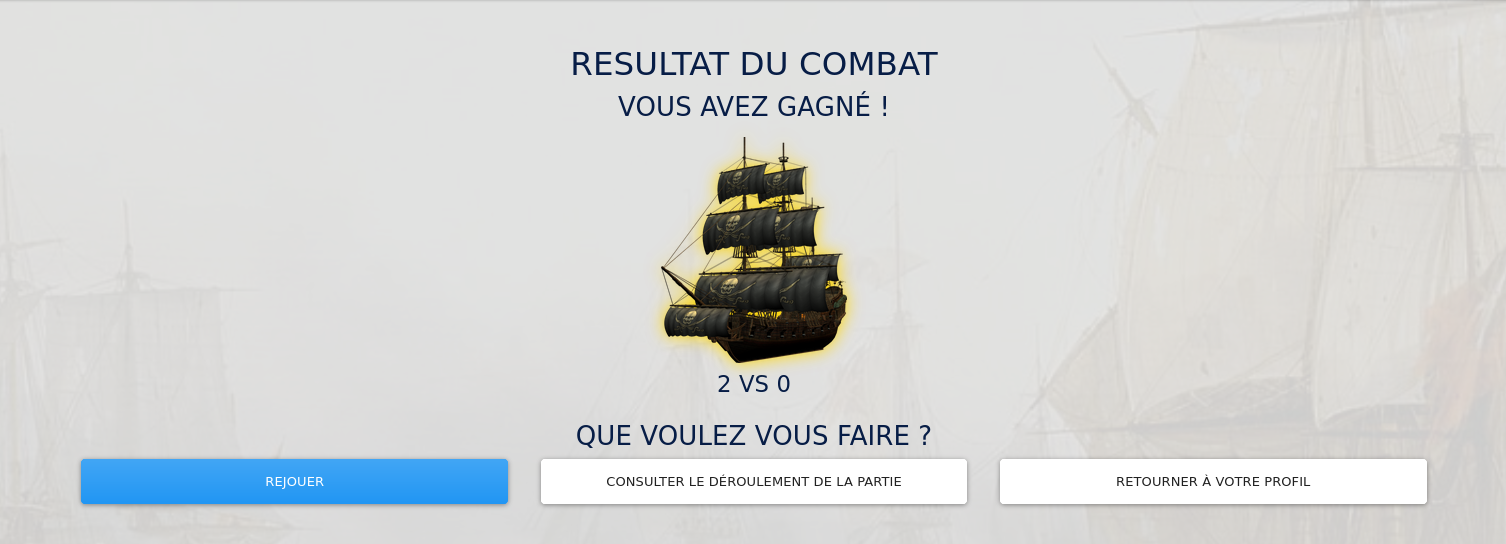 RESULTAT DU COMBAT
VOUS AVEZ GAGNÉ !
2 VS 0
QUE VOULEZ VOUS FAIRE ?
REJOUER
CONSULTER LE DÉROULEMENT DE LA PARTIE
RETOURNER À VOTRE PROFIL